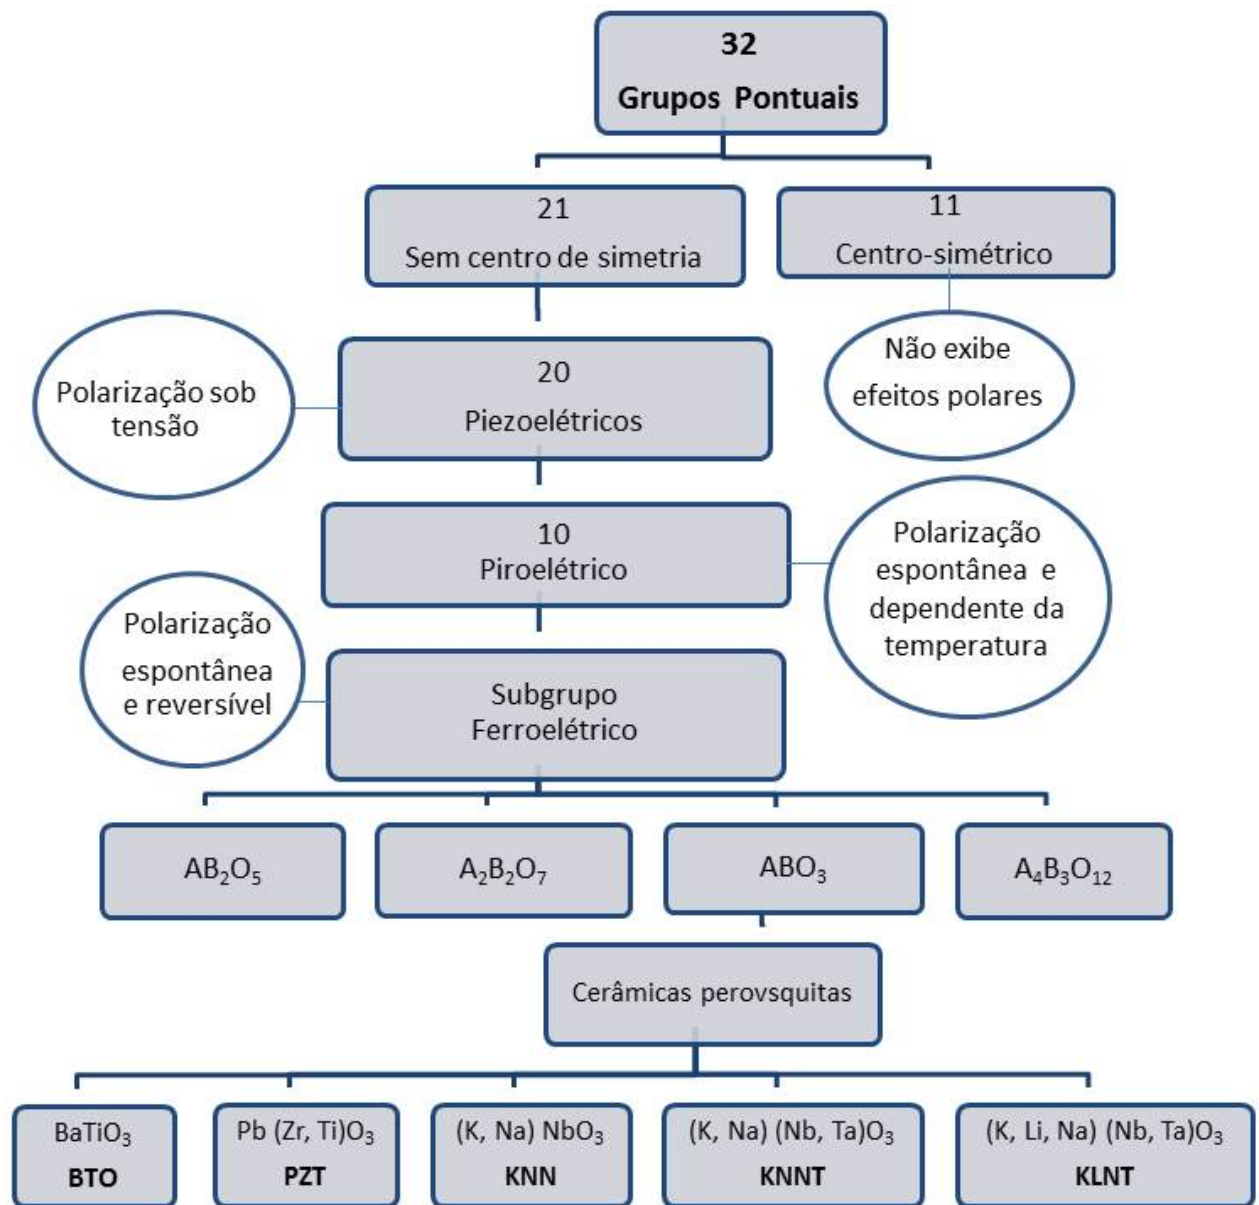 32
Grupos Pontuais
21
Sem centro de simetria
11
Centro-simétrico
Polarização sob
tensão
20
Piezoelétricos
Não exibe
efeitos polares
10
Piroelétrico
Polarização
espontânea e
dependente da
temperatura
Polarização
espontânea
e reversível
Subgrupo
Ferroelétrico
AB₂O₅
A₂B₂O₇
ABO₃
A₄B₃O₁₂
Cerâmicas perovsquitas
BaTiO₃
BTO
Pb (Zr, Ti)O₃
PZT
(K, Na) NbO₃
KNN
(K, Na) (Nb, Ta)O₃
KNNT
(K, Li, Na) (Nb, Ta)O₃
KLNT